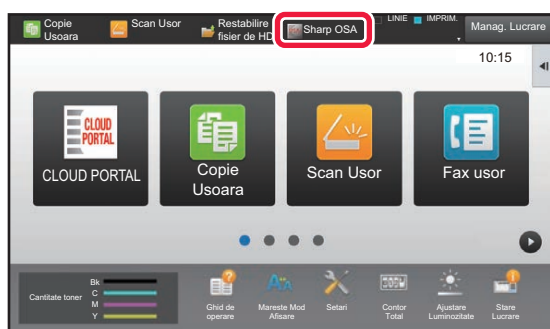 Copie
Usoara
Scan Usor
Restabilire
fisier de HD
Sharp OSA
LINIE
IMPRIM.
Manag. Lucrare
10:15
CLOUD
PORTAL
CLOUD PORTAL
Copie
Usoara
Scan Usor
Fax usor
Cantitate toner
Bk
C
M
Y
Ghid de
operare
Mareste Mod
Afisare
Setari
Contor
Total
Ajustare
Luminozitate
Stare
Lucrare